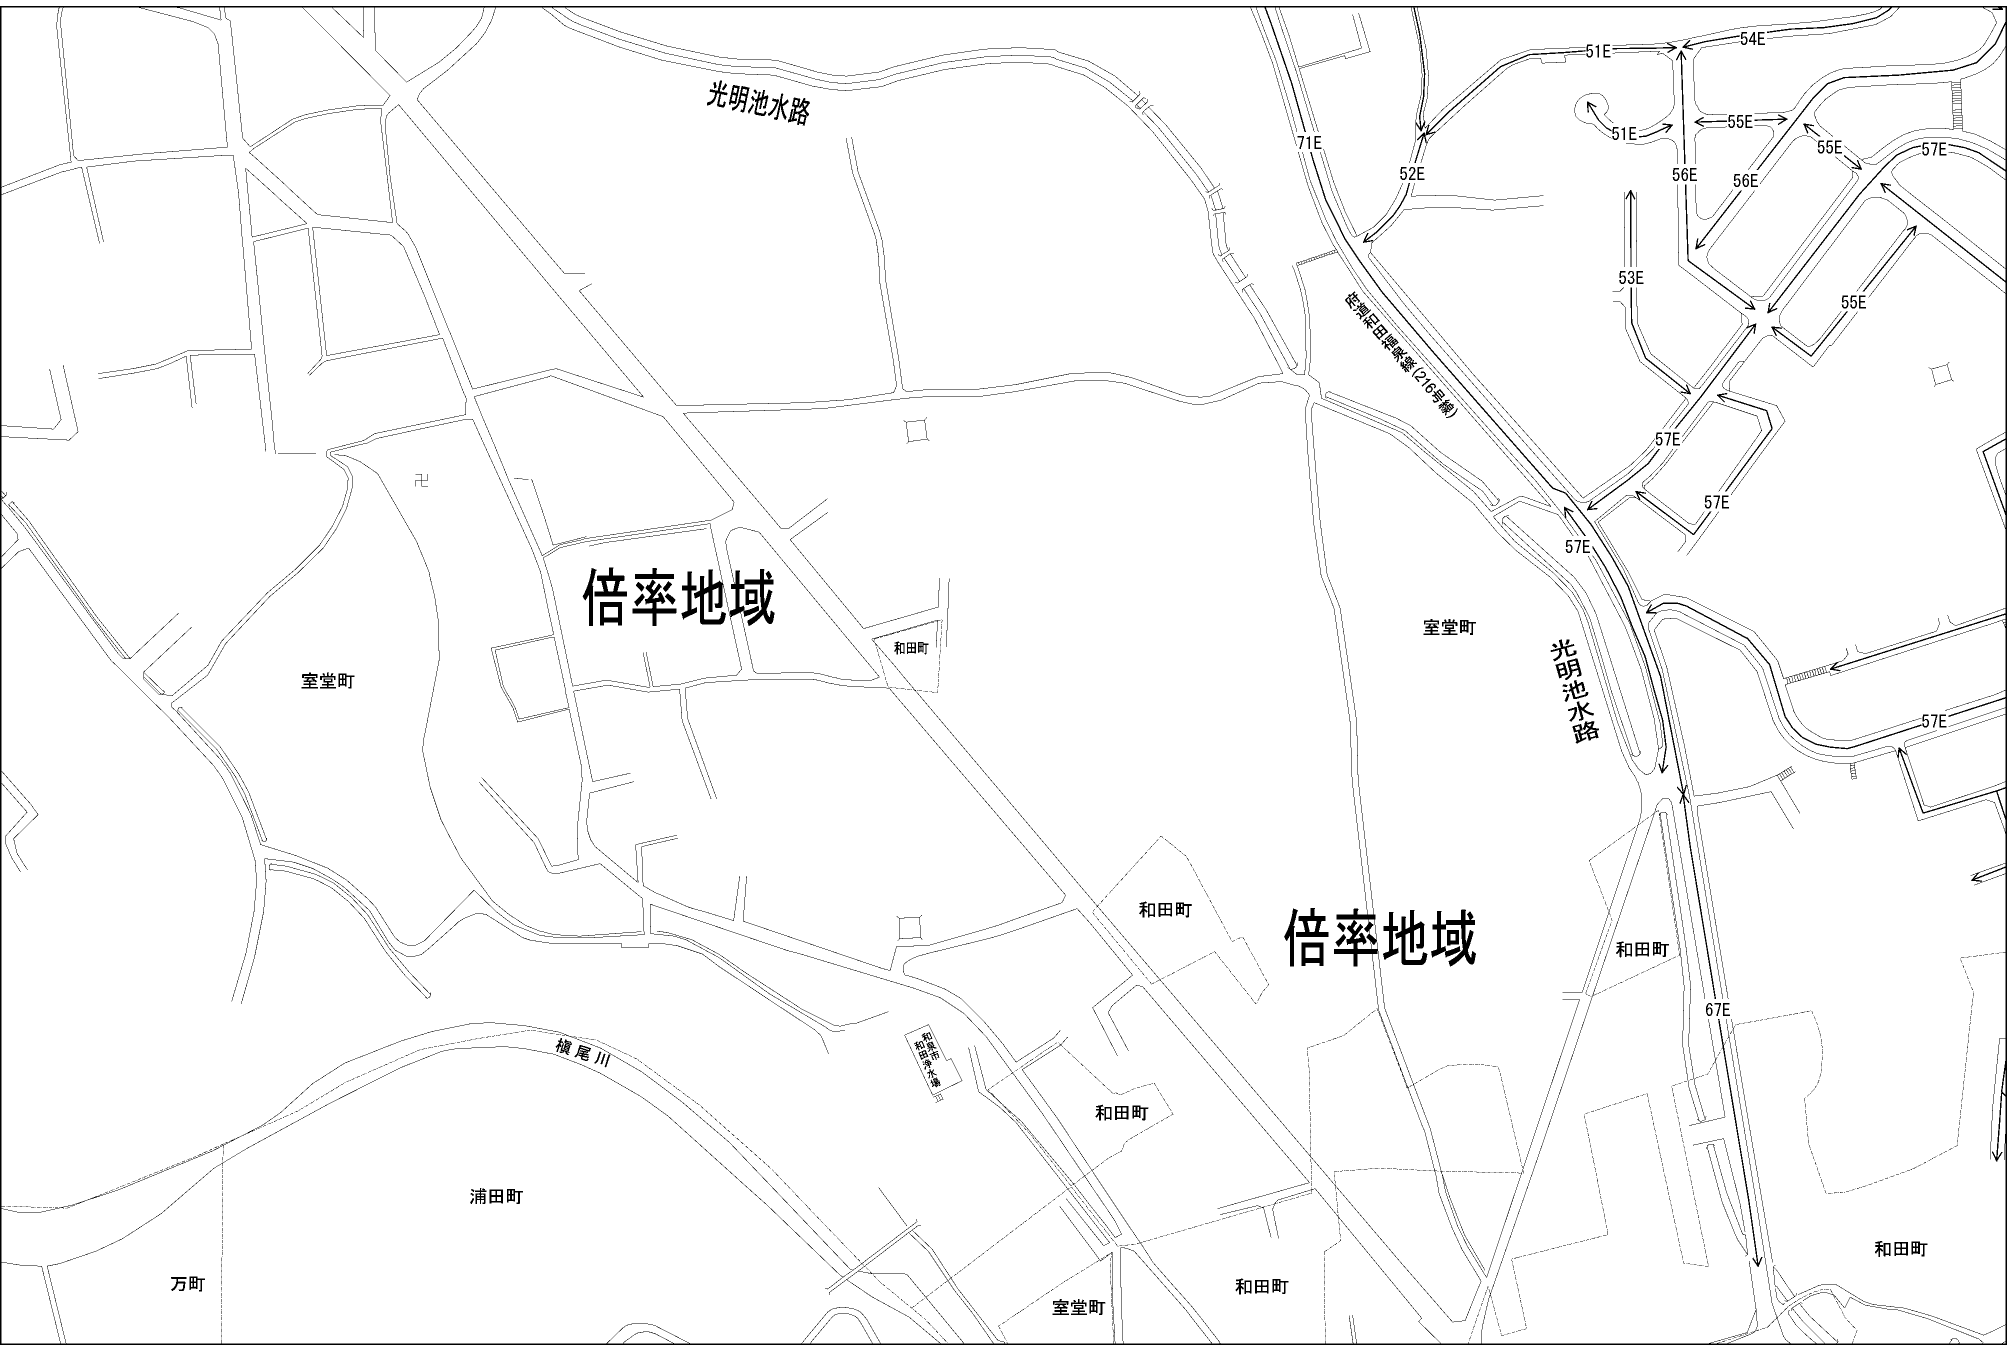 51E
54E
光明池水路
71E
51E
55E
55E
57E
52E
56E
56E
53E
55E
府道和田福泉線(216号線)
57E
卍
57E
57E
倍率地域
和田町
室堂町
室堂町
光明池水路
57E
和田町
倍率地域
和田町
67E
槇尾川
和泉市
和田浄水場
和田町
浦田町
和田町
万町
和田町
室堂町